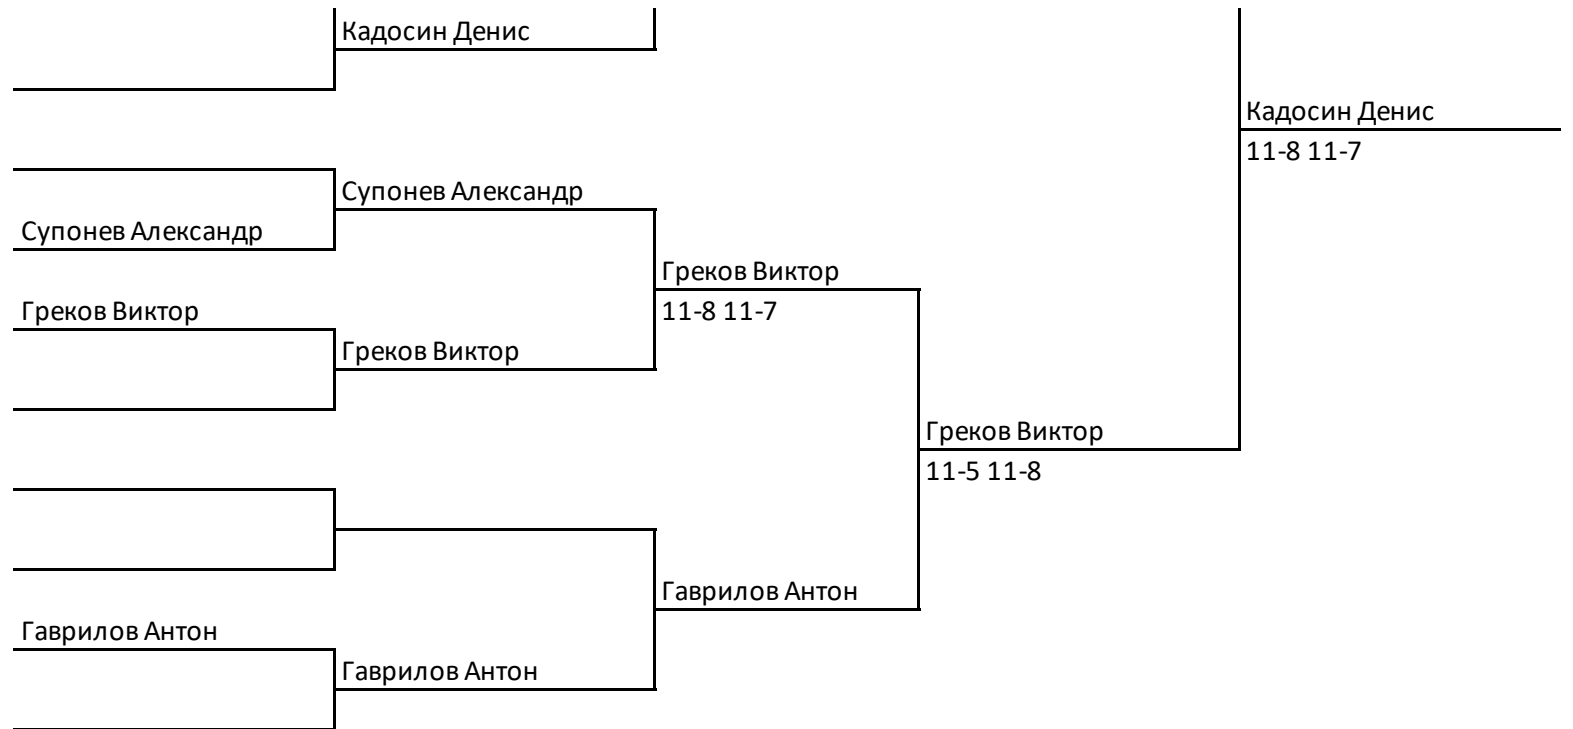 Кадосин Денис
Кадосин Денис
11-8 11-7
Супонев Александр
Супонев Александр
Греков Виктор
Греков Виктор
11-8 11-7
Греков Виктор
Греков Виктор
11-5 11-8
Гаврилов Антон
Гаврилов Антон
Гаврилов Антон